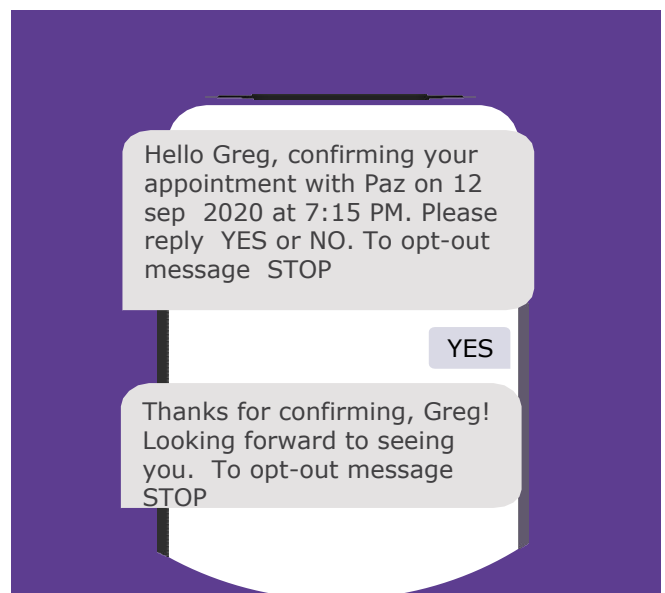 Hello Greg, confirming your
appointment with Paz on 12
sep  2020 at 7:15 PM. Please
reply  YES or NO. To opt-out
message  STOP
YES
Thanks for confirming, Greg!
Looking forward to seeing
you.  To opt-out message
STOP